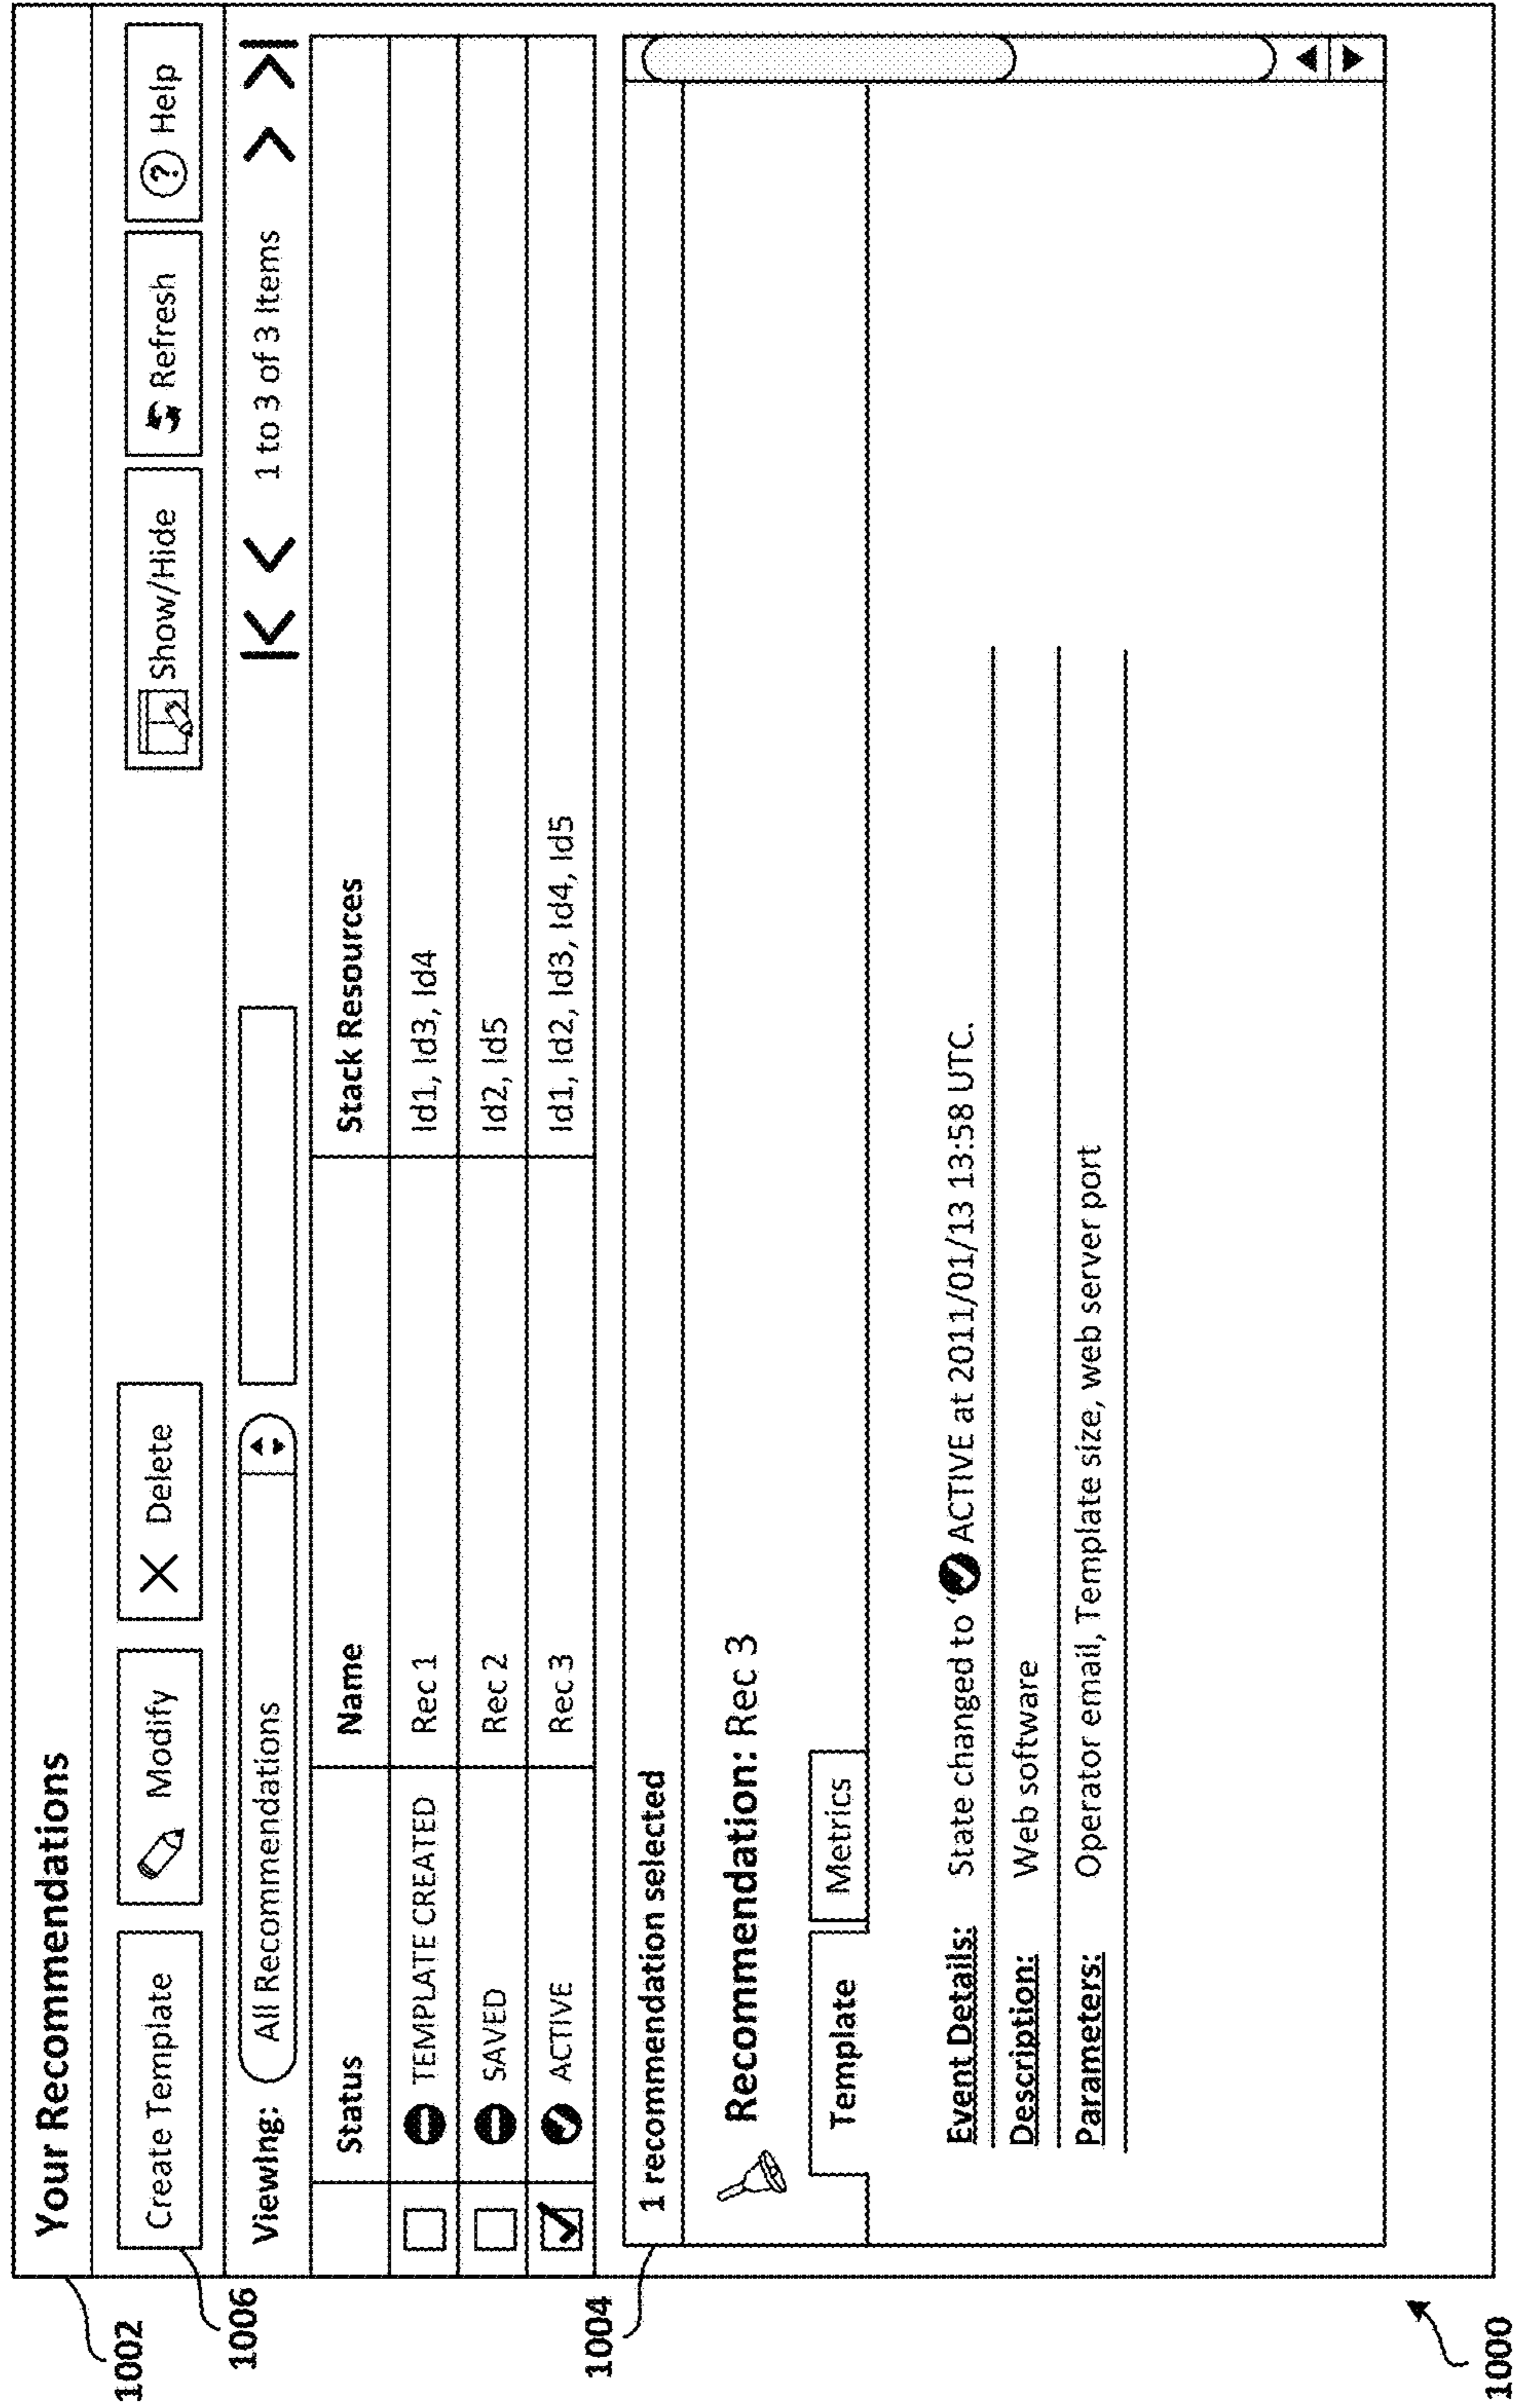 Your Recommendations
Create Template Modify Delete Show/Hide Refresh ? Help
Viewing: All Recommendations 1 to 3 of 3 Items
Status Name Stack Resources
TEMPLATE CREATED Rec 1 Id1, Id3, Id4
SAVED Rec 2 Id2, Id5
ACTIVE Rec 3 Id1, Id2, Id3, Id4, Id5
1 recommendation selected
Recommendation: Rec 3
Template Metrics
Event Details: State changed to ‘ ACTIVE at 2011/01/13 13:58 UTC.
Description: Web software
Parameters: Operator email, Template size, web server port
1002
1006
1004
1000